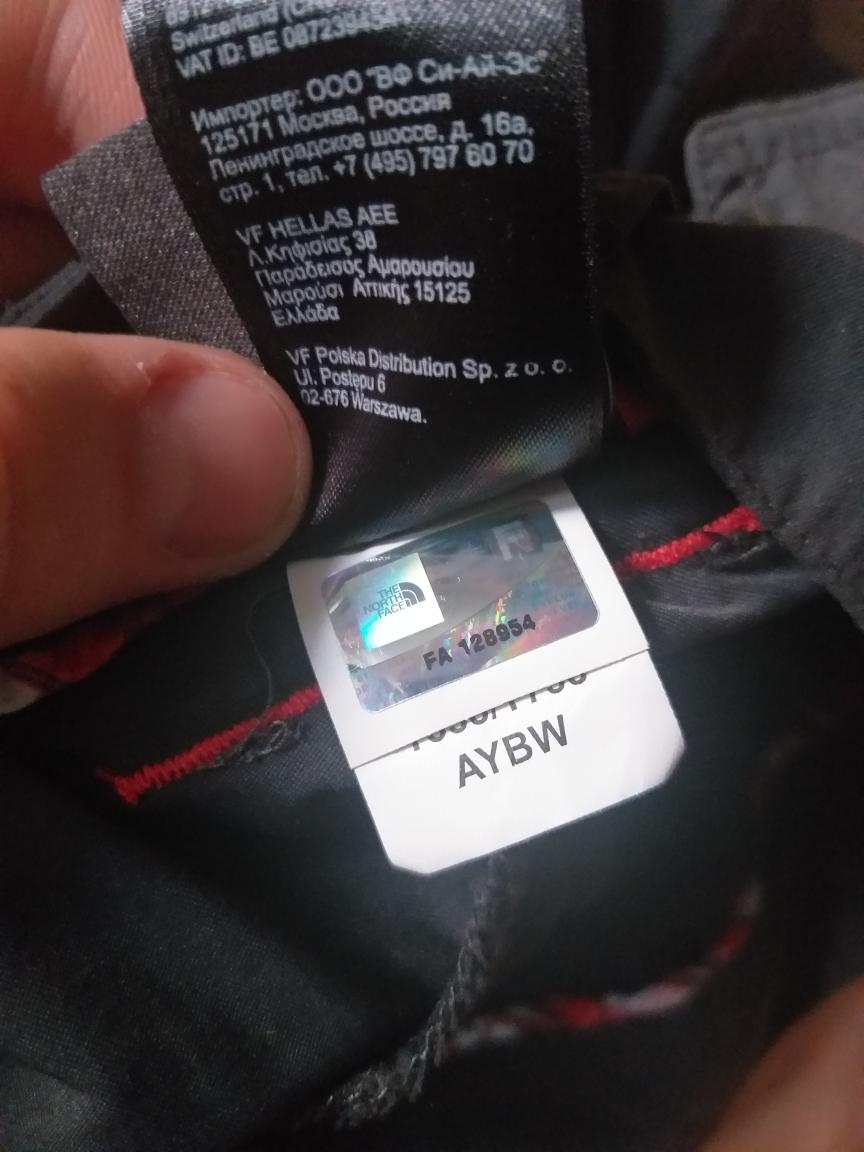 Switzerland
VAT ID: BE
Импортер: ООО "ВФ Си-Ай-Эс"
125171 Москва, Россия
Ленинградское шоссе, д. 16а,
стр. 1, тел. +7 (495) 797 60 70
VF HELLAS AEE
Λ.Κηφισίας 38
Παράδεισος Αμαρουσίου
Μαρούσι Αττικής 15125
Ελλάδα
VF Polska Distribution Sp. z o. o.
Ul. Postępu 6
02-676 Warszawa.
THE
NORTH
FACE
FA 128954
AYBW